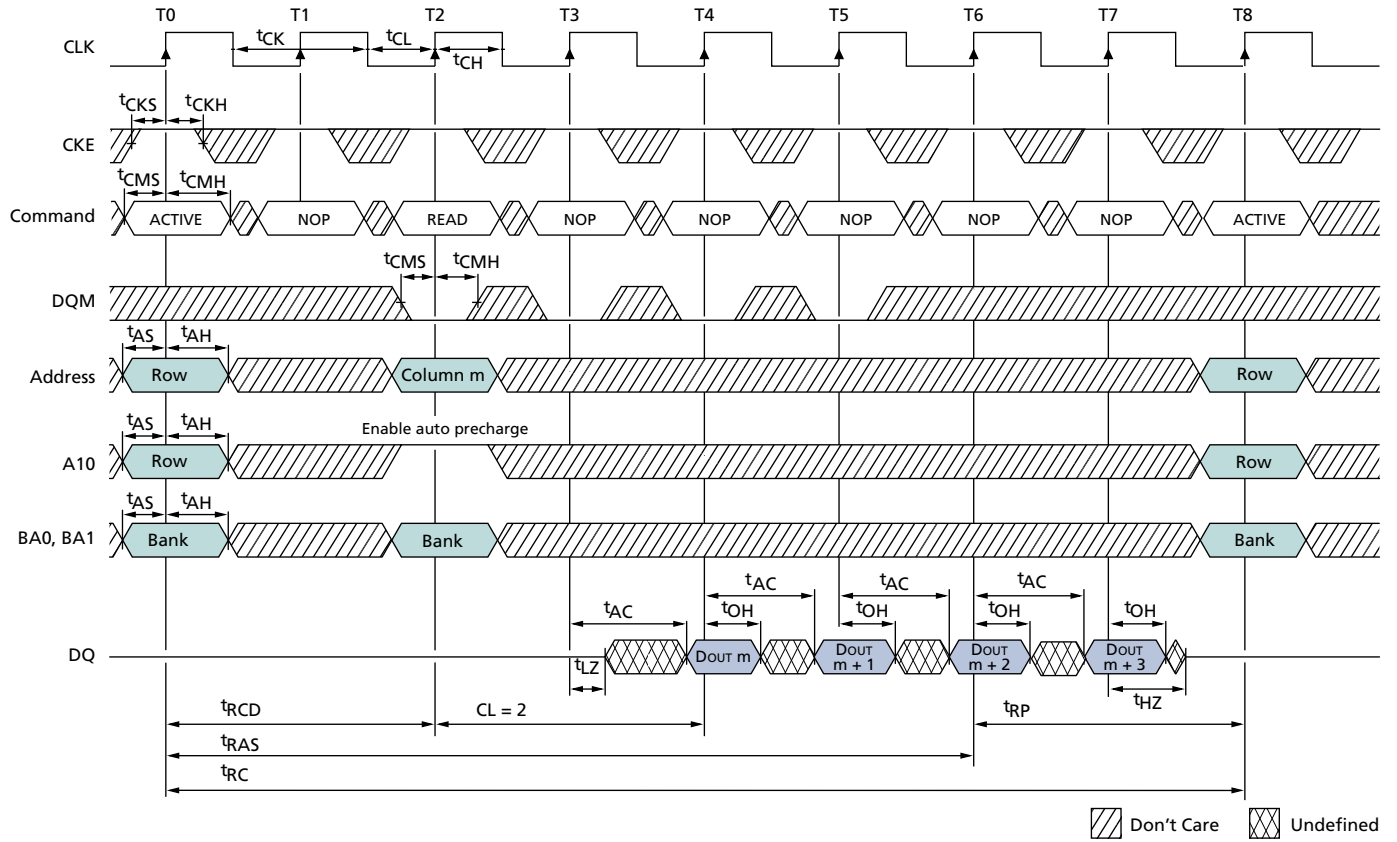 T0 T1 T2 T3 T4 T5 T6 T7 T8
CLK
tCK tCL
tCH
tCKS tCKH
CKE
tCMS tCMH
Command ACTIVE NOP READ NOP NOP NOP NOP NOP ACTIVE
tCMS tCMH
DQM
tAS tAH
Address Row Column m Row
Enable auto precharge
tAS tAH
A10 Row Row
tAS tAH
BA0, BA1 Bank Bank Bank
tAC tAC tAC
tAC tOH tOH tOH tOH
DQ DOUT m DOUT m + 1 DOUT m + 2 DOUT m + 3
tLZ tHZ
tRCD CL = 2 tRP
tRAS
tRC
Don't Care Undefined